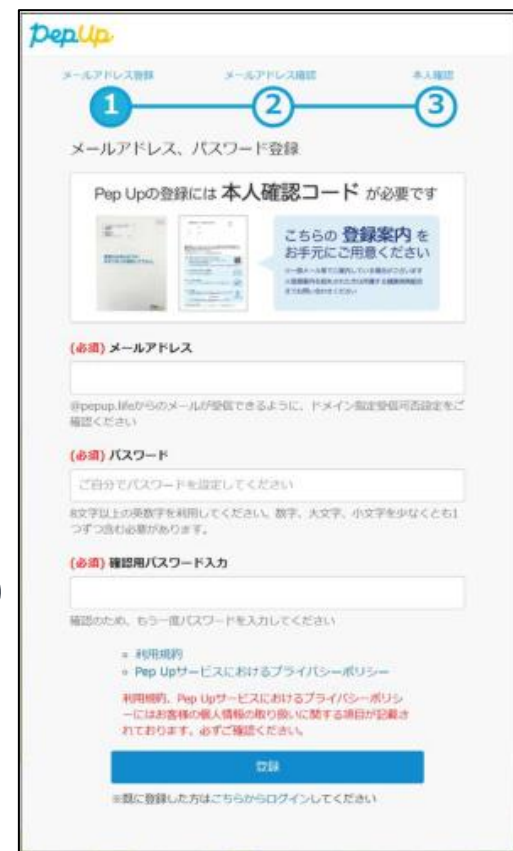 PepUp
メールアドレス登録 メールアドレス確認 本人確認
1 2 3
メールアドレス、パスワード登録
Pep Upの登録には 本人確認コード が必要です
こちらの 登録案内 を
お手元にご用意ください
(必須) メールアドレス
@pepup.lifeからのメールが受信できるように、ドメイン指定受信可否設定をご
確認ください
(必須) パスワード
ご自分でパスワードを設定してください
8文字以上の英数字を利用してください。数字、大文字、小文字を少なくとも1
つずつ含む必要があります。
(必須) 確認用パスワード入力
確認のため、もう一度パスワードを入力してください
利用規約
Pep Upサービスにおけるプライバシーポリシー
利用規約、Pep Upサービスにおけるプライバシーポリシ
ーにはお客様の個人情報の取り扱いに関する項目が記載さ
れております。必ずご確認ください。
登録
※既に登録した方はこちらからログインしてください